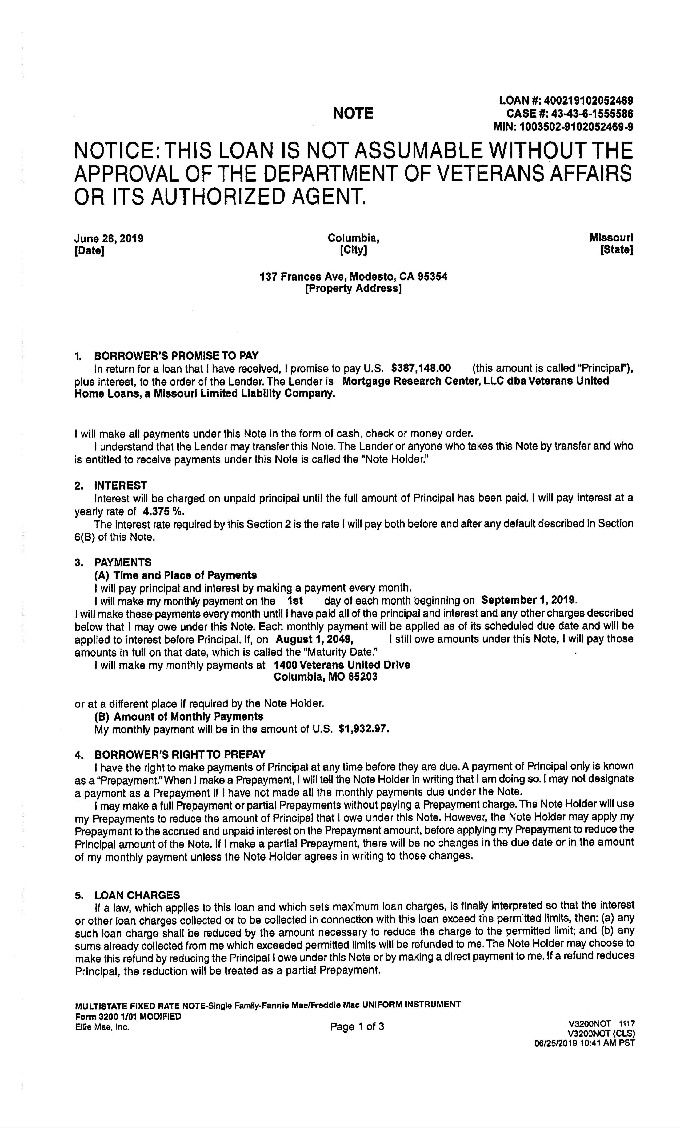 LOAN #: 400219102052469
NOTE CASE #: 43-43-6-1555586
MIN: 1003502-9102052469-9
NOTICE: THIS LOAN IS NOT ASSUMABLE WITHOUT THE
APPROVAL OF THE DEPARTMENT OF VETERANS AFFAIRS
OR ITS AUTHORIZED AGENT.
June 26, 2019 Columbia, Missouri
[Date] [City] [State]
137 Frances Ave, Modesto, CA 95354
[Property Address]
1. BORROWER'S PROMISE TO PAY
In return for a loan that I have received, I promise to pay U.S. $387,148.00 (this amount is called "Principal"),
plus interest, to the order of the Lender. The Lender is Mortgage Research Center, LLC dba Veterans United
Home Loans, a Missouri Limited Liability Company.
I will make all payments under this Note in the form of cash, check or money order.
I understand that the Lender may transfer this Note. The Lender or anyone who takes this Note by transfer and who
is entitled to receive payments under this Note is called the "Note Holder."
2. INTEREST
Interest will be charged on unpaid principal until the full amount of Principal has been paid. I will pay interest at a
yearly rate of 4.375 %.
The interest rate required by this Section 2 is the rate I will pay both before and after any default described in Section
6(B) of this Note.
3. PAYMENTS
(A) Time and Place of Payments
I will pay principal and interest by making a payment every month.
I will make my monthly payment on the 1st day of each month beginning on September 1, 2019.
I will make these payments every month until I have paid all of the principal and interest and any other charges described
below that I may owe under this Note. Each monthly payment will be applied as of its scheduled due date and will be
applied to interest before Principal. If, on August 1, 2049, I still owe amounts under this Note, I will pay those
amounts in full on that date, which is called the "Maturity Date."
I will make my monthly payments at 1400 Veterans United Drive
Columbia, MO 65203
or at a different place if required by the Note Holder.
(B) Amount of Monthly Payments
My monthly payment will be in the amount of U.S. $1,932.97.
4. BORROWER'S RIGHT TO PREPAY
I have the right to make payments of Principal at any time before they are due. A payment of Principal only is known
as a "Prepayment." When I make a Prepayment, I will tell the Note Holder in writing that I am doing so. I may not designate
a payment as a Prepayment if I have not made all the monthly payments due under the Note.
I may make a full Prepayment or partial Prepayments without paying a Prepayment charge. The Note Holder will use
my Prepayments to reduce the amount of Principal that I owe under this Note. However, the Note Holder may apply my
Prepayment to the accrued and unpaid interest on the Prepayment amount, before applying my Prepayment to reduce the
Principal amount of the Note. If I make a partial Prepayment, there will be no changes in the due date or in the amount
of my monthly payment unless the Note Holder agrees in writing to those changes.
5. LOAN CHARGES
If a law, which applies to this loan and which sets maximum loan charges, is finally interpreted so that the interest
or other loan charges collected or to be collected in connection with this loan exceed the permitted limits, then: (a) any
such loan charge shall be reduced by the amount necessary to reduce the charge to the permitted limit; and (b) any
sums already collected from me which exceeded permitted limits will be refunded to me. The Note Holder may choose to
make this refund by reducing the Principal I owe under this Note or by making a direct payment to me. If a refund reduces
Principal, the reduction will be treated as a partial Prepayment.
MULTISTATE FIXED RATE NOTE-Single Family-Fannie Mae/Freddie Mac UNIFORM INSTRUMENT
Form 3200 1/01 MODIFIED
Ellie Mae, Inc. Page 1 of 3 V3200NOT 1117
V3200NOT (CLS)
06/25/2019 10:41 AM PST